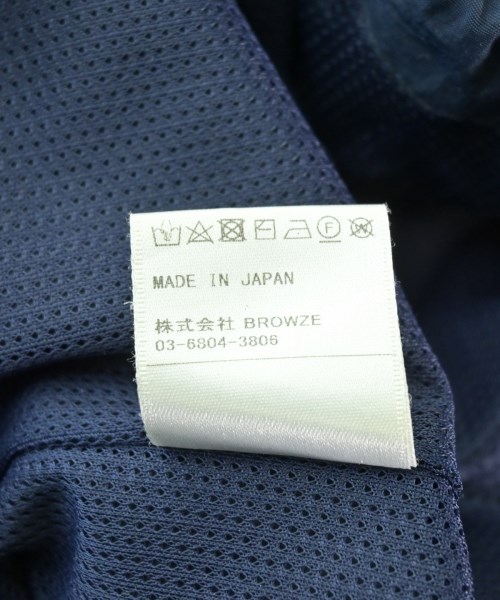 MADE IN JAPAN
株式会社 BROWZE
03-6804-3806